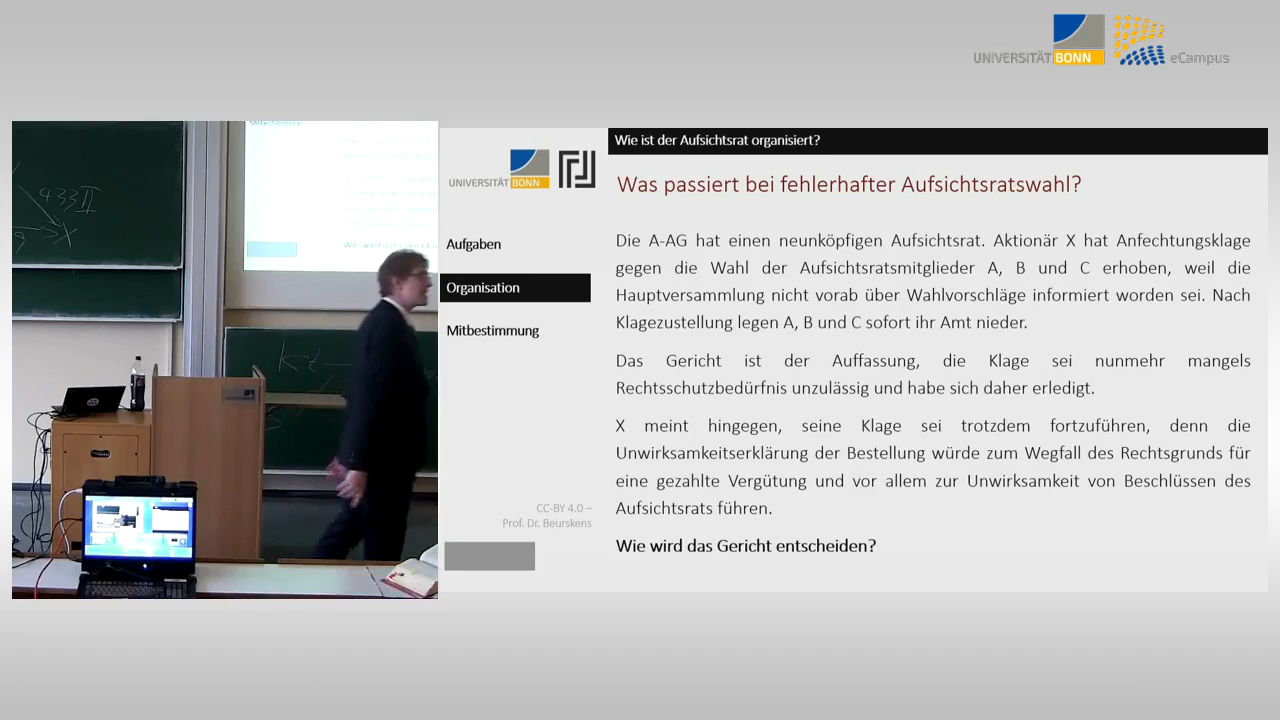 UNIVERSITÄT BONN eCampus
Mitbestimmung
433 II
X
Wie ist der Aufsichtsrat organisiert?
UNIVERSITÄT BONN
Was passiert bei fehlerhafter Aufsichtsratswahl?
Aufgaben
Organisation
Mitbestimmung
Die A-AG hat einen neunköpfigen Aufsichtsrat. Aktionär X hat Anfechtungsklage
gegen die Wahl der Aufsichtsratsmitglieder A, B und C erhoben, weil die
Hauptversammlung nicht vorab über Wahlvorschläge informiert worden sei. Nach
Klagezustellung legen A, B und C sofort ihr Amt nieder.
Das Gericht ist der Auffassung, die Klage sei nunmehr mangels
Rechtsschutzbedürfnis unzulässig und habe sich daher erledigt.
X meint hingegen, seine Klage sei trotzdem fortzuführen, denn die
Unwirksamkeitserklärung der Bestellung würde zum Wegfall des Rechtsgrunds für
eine gezahlte Vergütung und vor allem zur Unwirksamkeit von Beschlüssen des
Aufsichtsrats führen.
Wie wird das Gericht entscheiden?
CC-BY 4.0 –
Prof. Dr. Beurskens